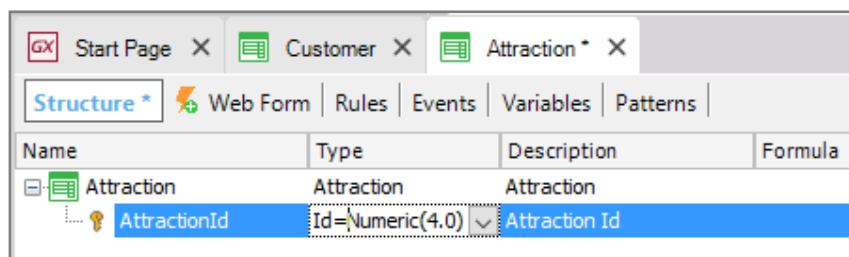 GX Start Page Customer Attraction *
Structure * Web Form Rules Events Variables Patterns
Name Type Description Formula
Attraction Attraction Attraction
AttractionId Id=Numeric(4.0) Attraction Id